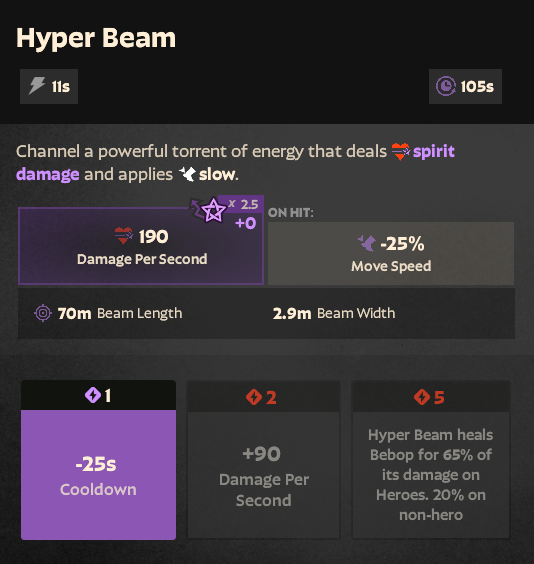 Hyper Beam
11s
105s
Channel a powerful torrent of energy that deals spirit
damage and applies slow.
x 2.5
+0
ON HIT:
190
Damage Per Second
-25%
Move Speed
70m Beam Length
2.9m Beam Width
1
-25s
Cooldown
2
+90
Damage Per
Second
5
Hyper Beam heals
Bebop for 65% of
its damage on
Heroes. 20% on
non-hero